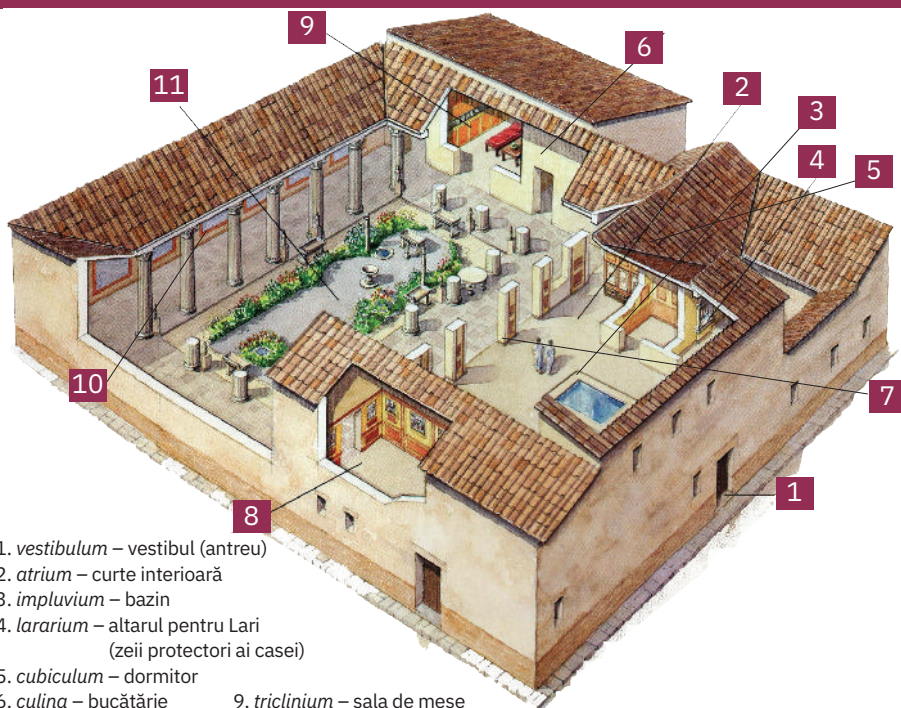 9
6
11
2
3
4
5
10
7
8
1
1. vestibulum – vestibul (antreu)
2. atrium – curte interioară
3. impluvium – bazin
4. lararium – altarul pentru Lari
(zeii protectori ai casei)
5. cubiculum – dormitor
6. culina – bucătărie 9. triclinium – sala de mese